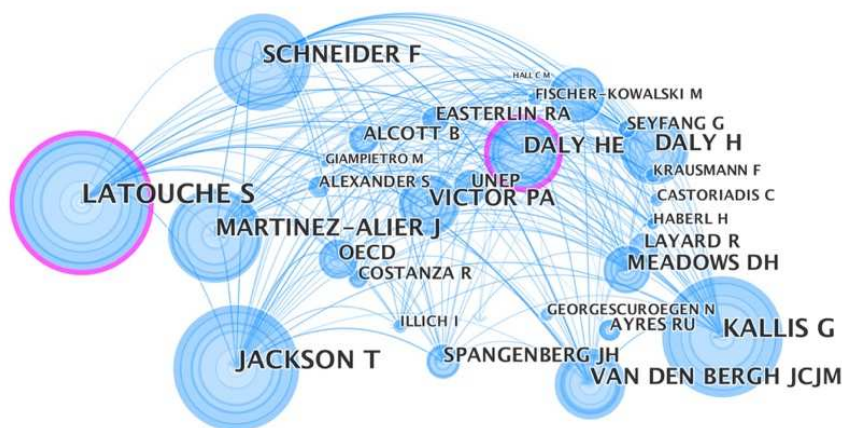 SCHNEIDER F
HALL C M
FISCHER-KOWALSKI M
EASTERLIN RA
SEYFANG G
ALCOTT B
DALY HE
DALY H
GIAMPIETRO M
KRAUSMANN F
ALEXANDER S
UNEP
LATOUCHE S
VICTOR PA
CASTORIADIS C
MARTINEZ-ALIER J
HABERL H
OECD
LAYARD R
COSTANZA R
MEADOWS DH
GEORGESCUROEGEN N
ILLICH I
AYRES RU
KALLIS G
JACKSON T
SPANGENBERG JH
VAN DEN BERGH JCJM